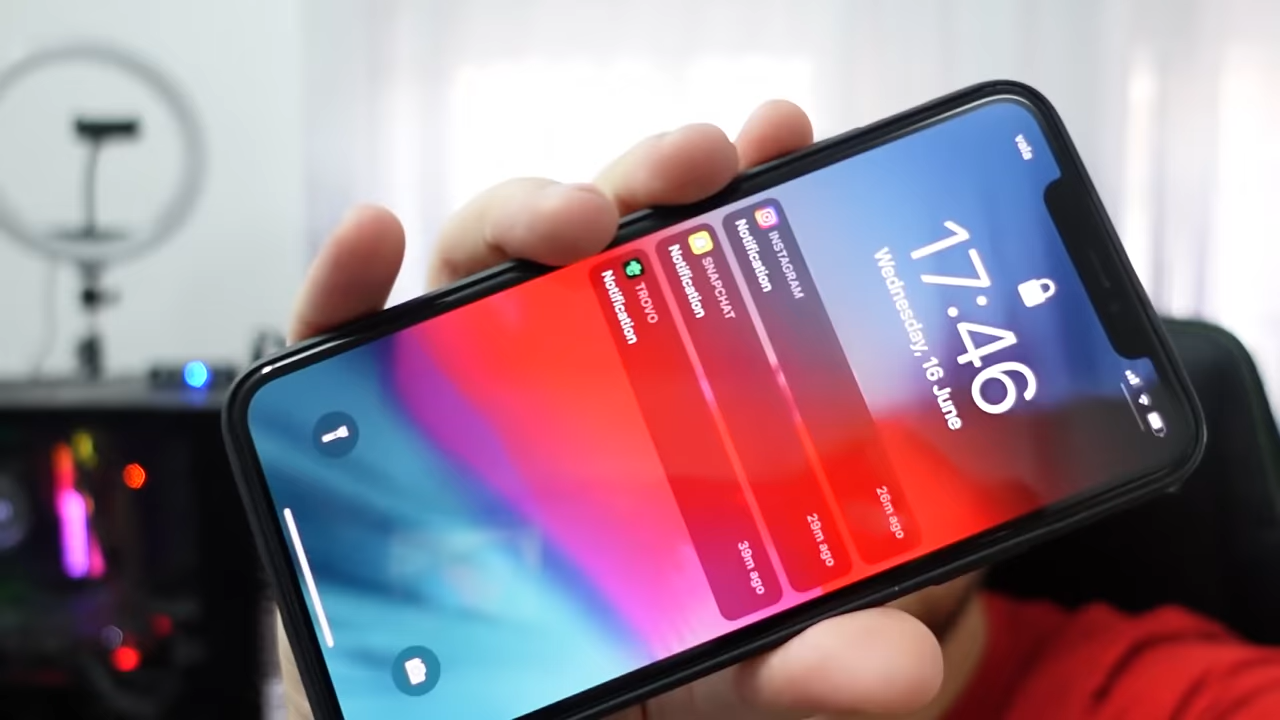 vala
17:46
Wednesday, 16 June
INSTAGRAM
26m ago
Notification
SNAPCHAT
29m ago
Notification
TROVO
39m ago
Notification